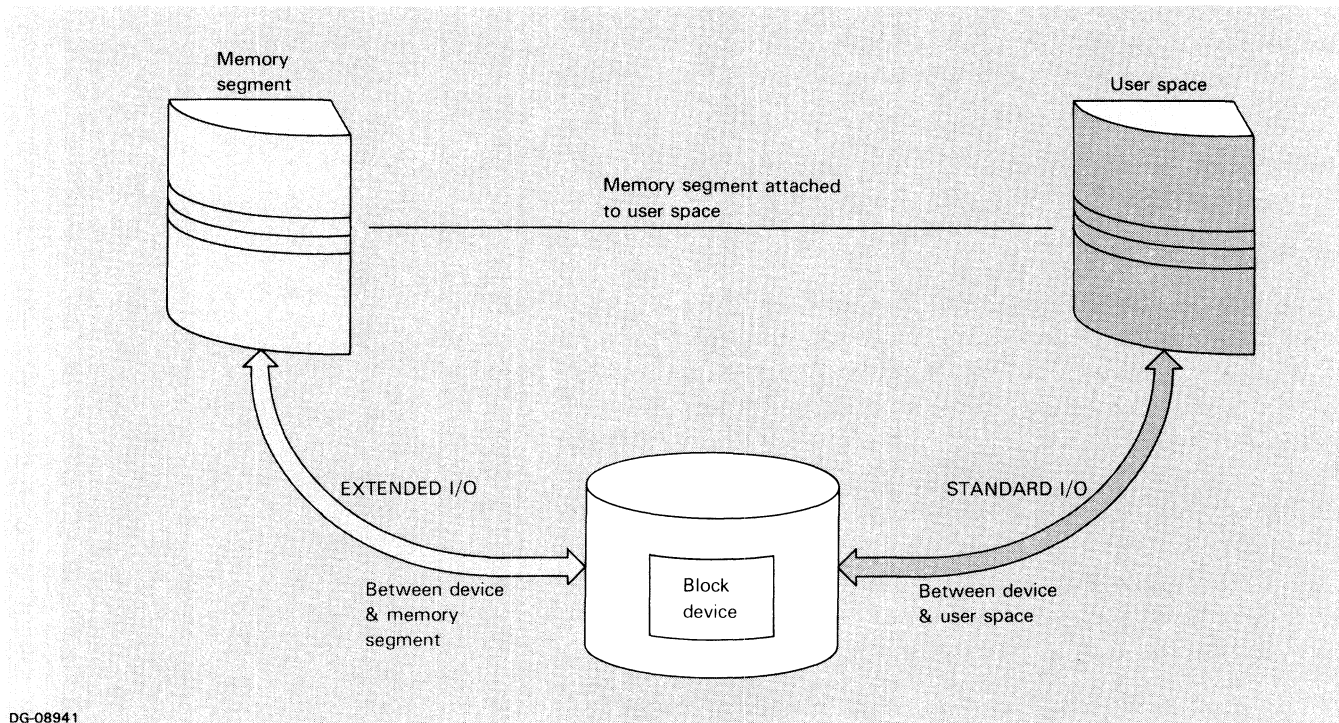 Memory
segment
User space
Memory segment attached
to user space
EXTENDED I/O
STANDARD I/O
Between device
& memory
segment
Block
device
Between device
& user space
DG-08941